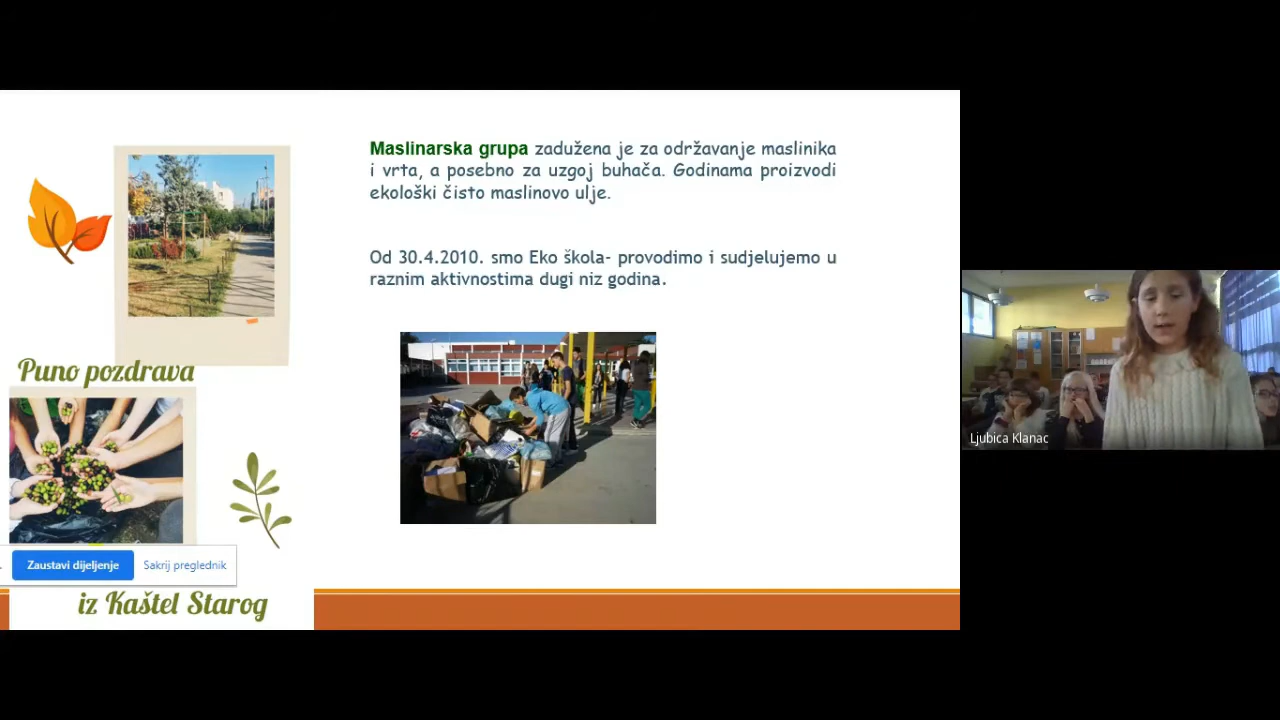 Maslinarska grupa zadužena je za održavanje maslinika
i vrta, a posebno za uzgoj buhača. Godinama proizvodi
ekološki čisto maslinovo ulje.
Od 30.4.2010. smo Eko škola- provodimo i sudjelujemo u
raznim aktivnostima dugi niz godina.
Puno pozdrava
Zaustavi dijeljenje
Sakrij preglednik
iz Kaštel Starog
Ljubica Klanac